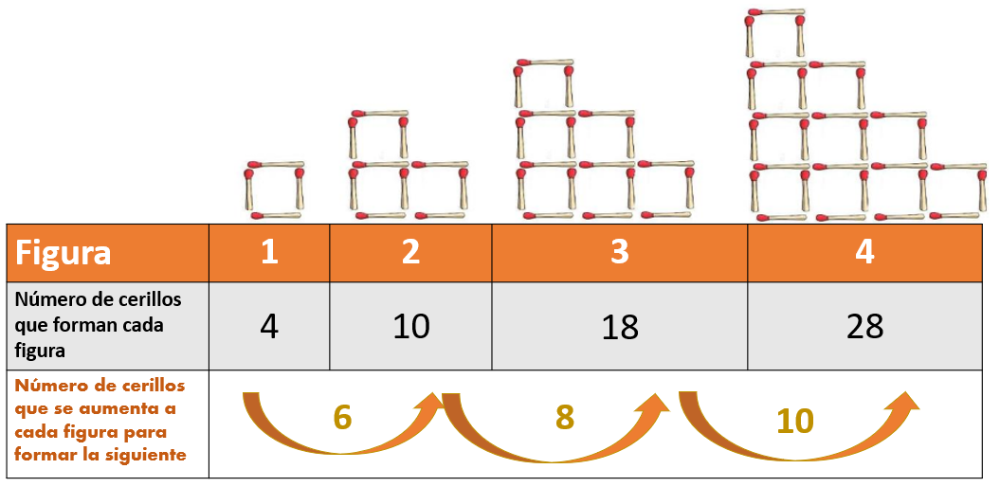 Figura 1 2 3 4
Número de cerillos
que forman cada
figura
4 10 18 28
Número de cerillos
que se aumenta a
cada figura para
formar la siguiente
6 8 10